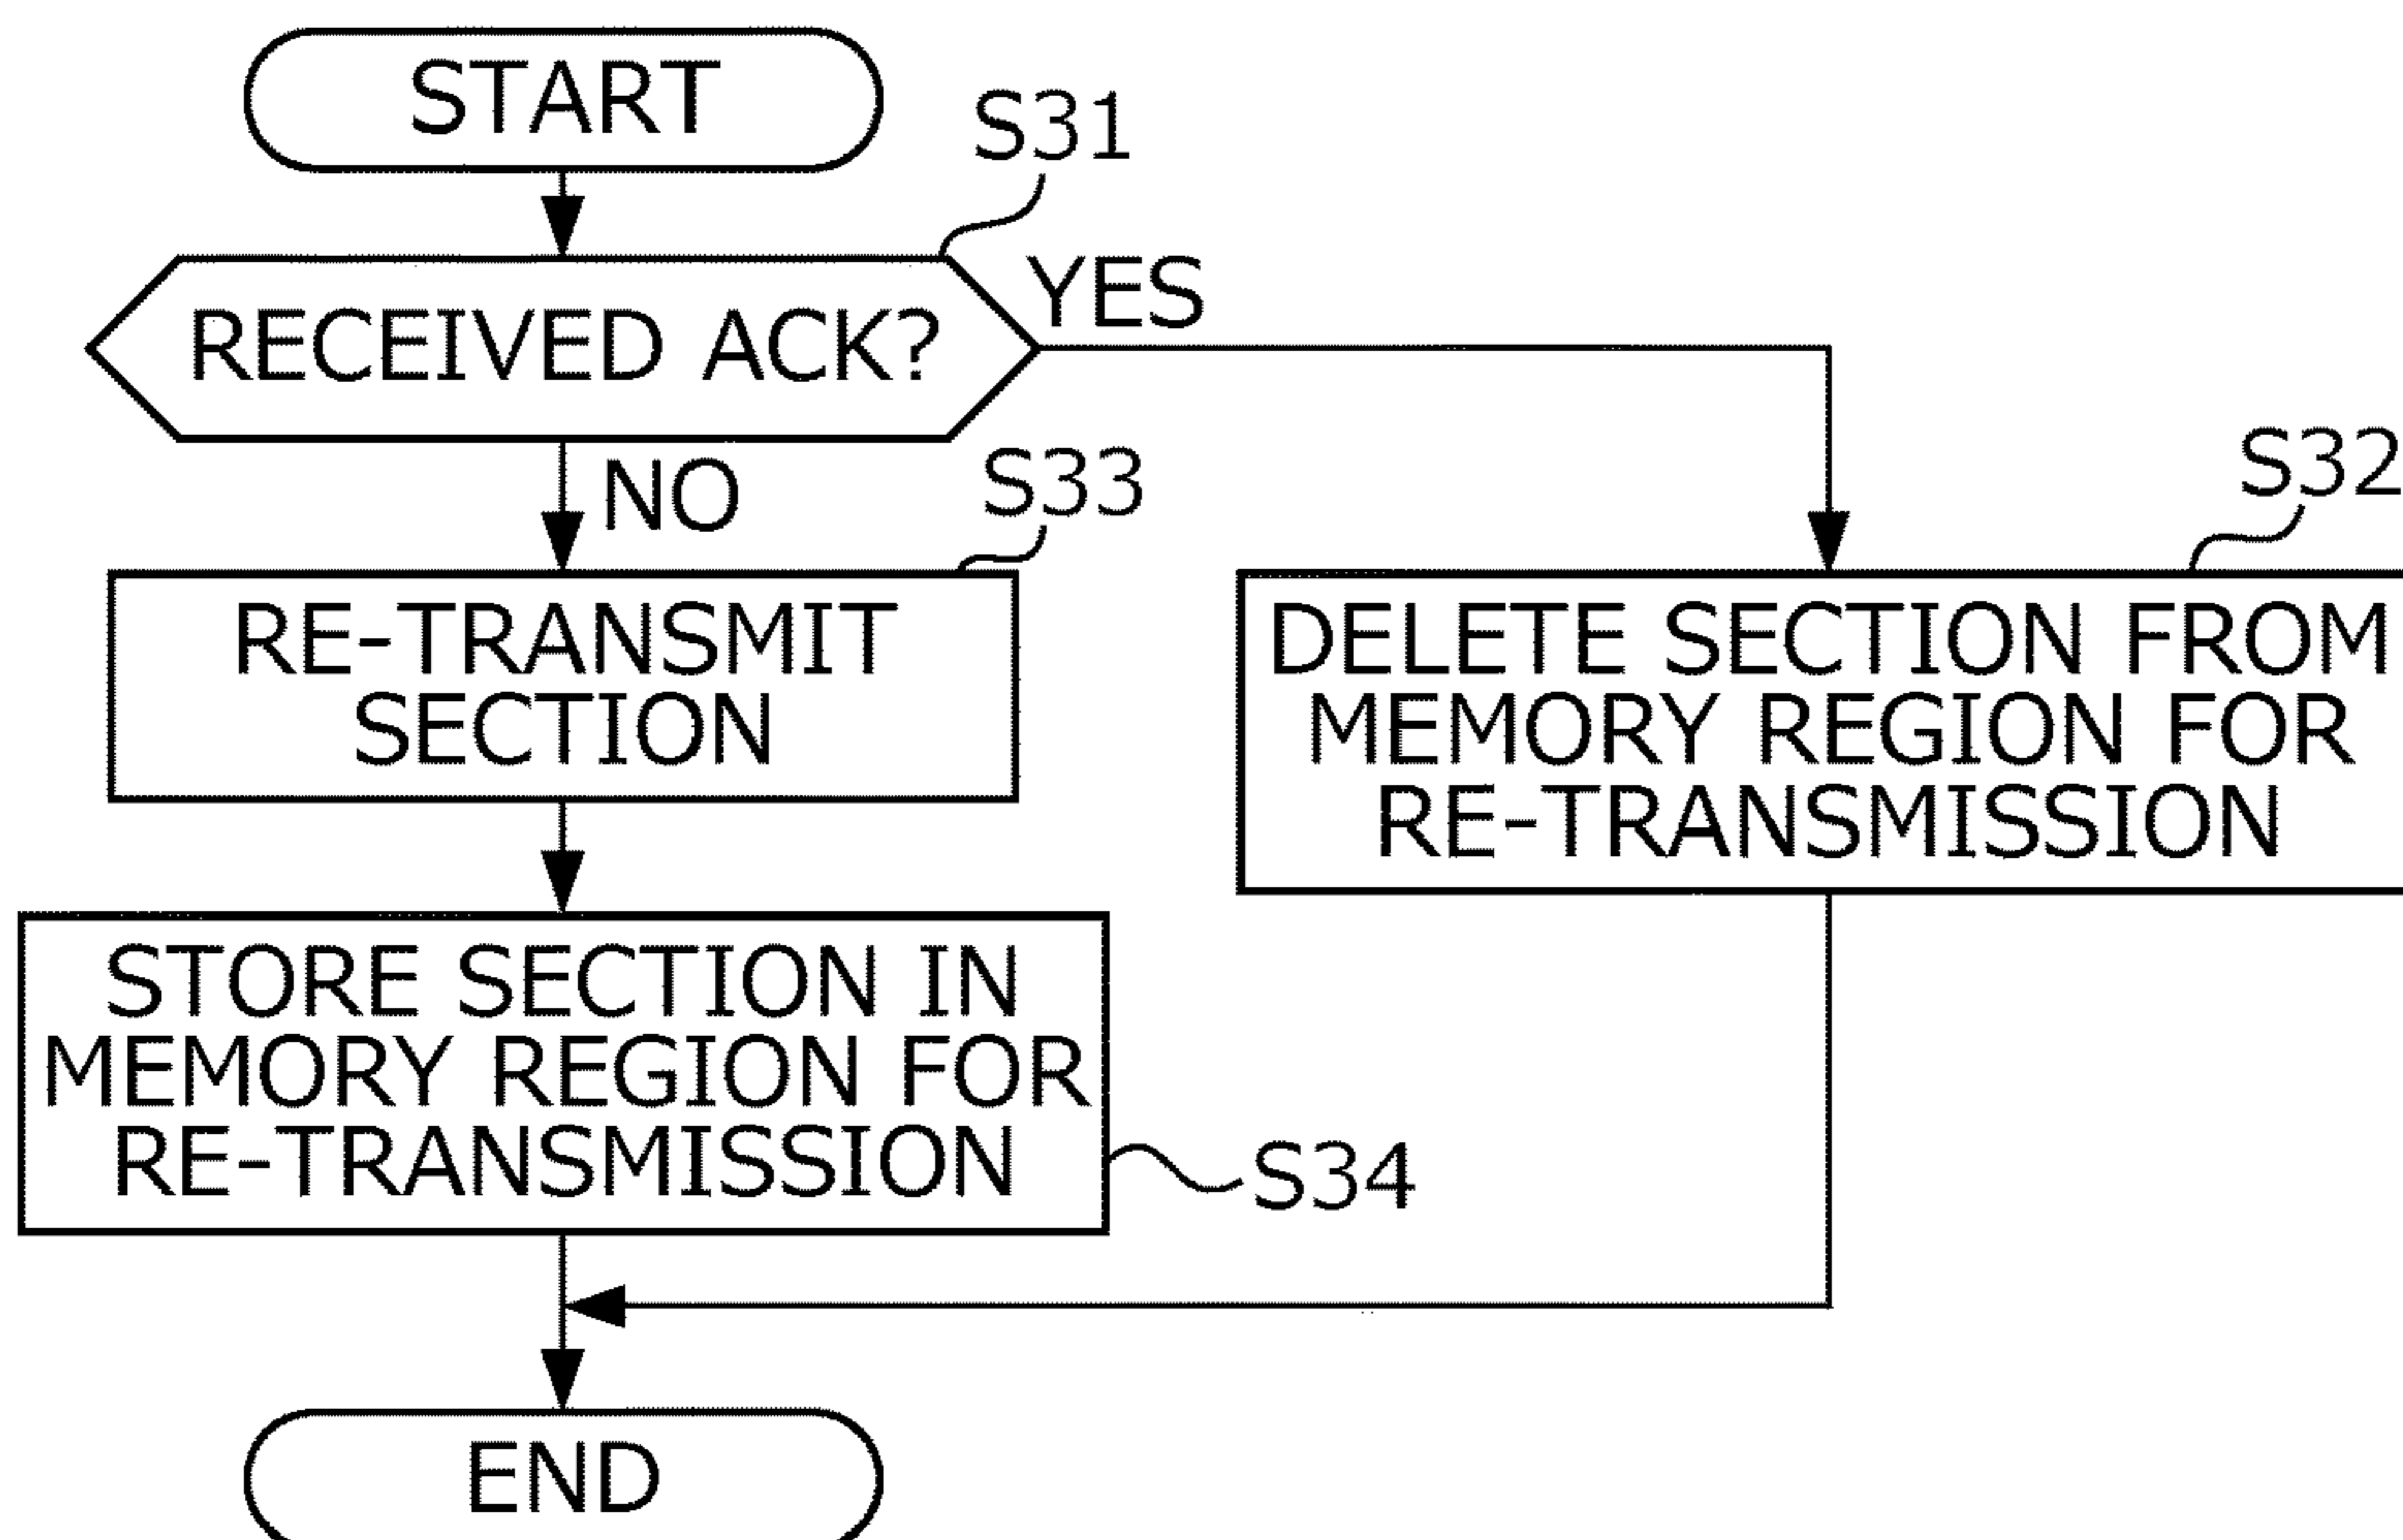 START
S31
RECEIVED ACK?
YES
NO
S33
RE-TRANSMIT
SECTION
S32
DELETE SECTION FROM
MEMORY REGION FOR
RE-TRANSMISSION
STORE SECTION IN
MEMORY REGION FOR
RE-TRANSMISSION
S34
END